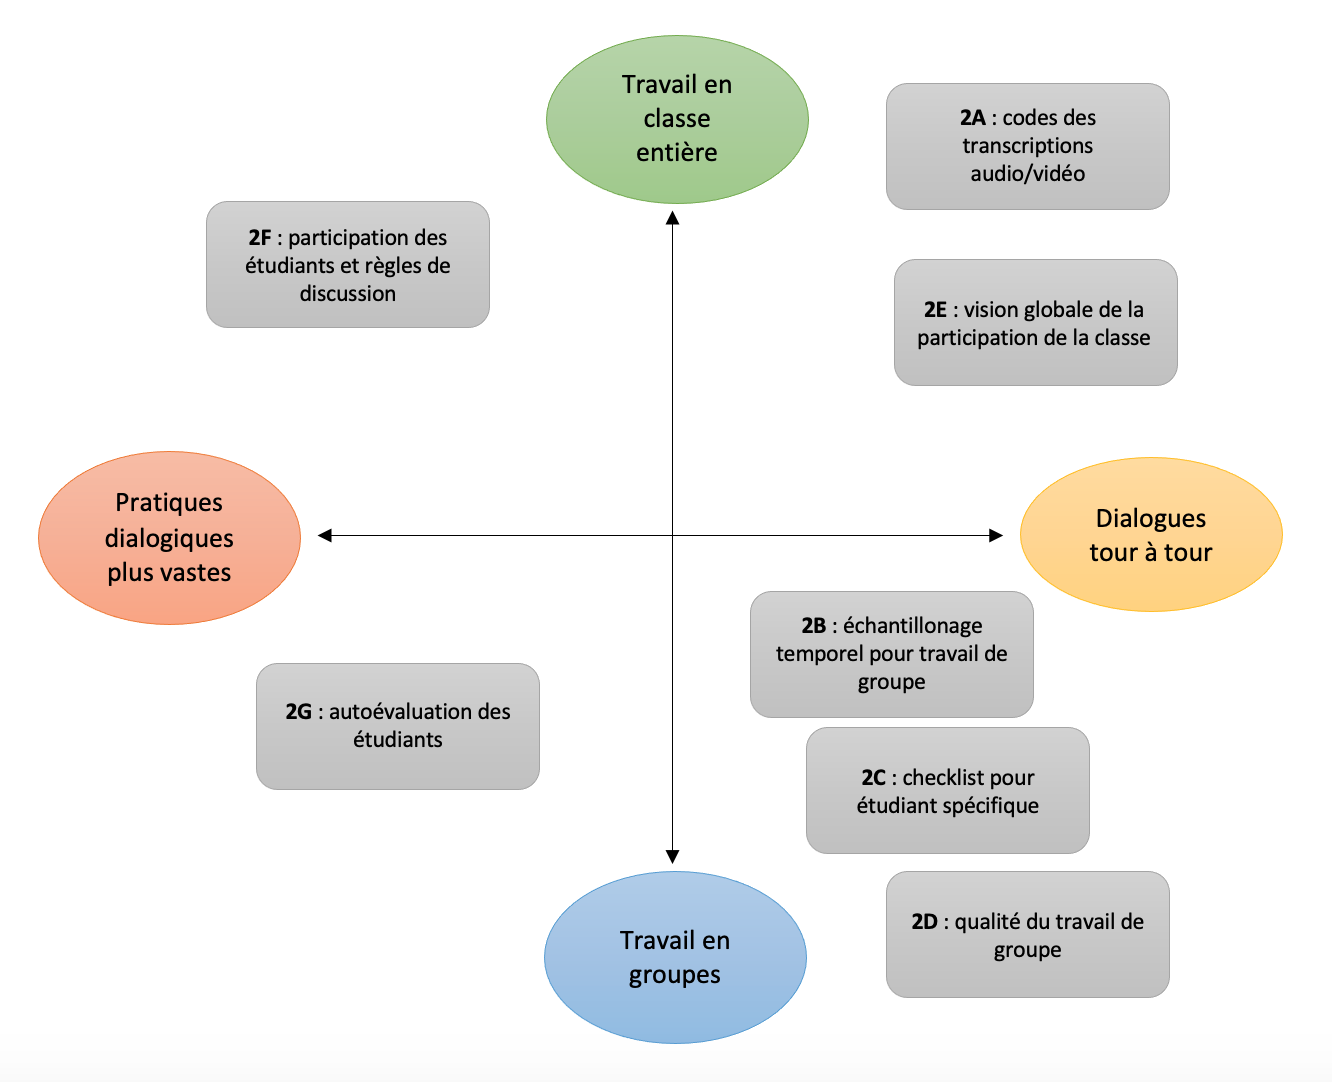 Travail en
classe
entière
2A : codes des
transcriptions
audio/vidéo
2F : participation des
étudiants et règles de
discussion
2E : vision globale de la
participation de la classe
Pratiques
dialogiques
plus vastes
Dialogues
tour à tour
2B : échantillonage
temporel pour travail de
groupe
2G : autoévaluation des
étudiants
2C : checklist pour
étudiant spécifique
2D : qualité du travail de
groupe
Travail en
groupes